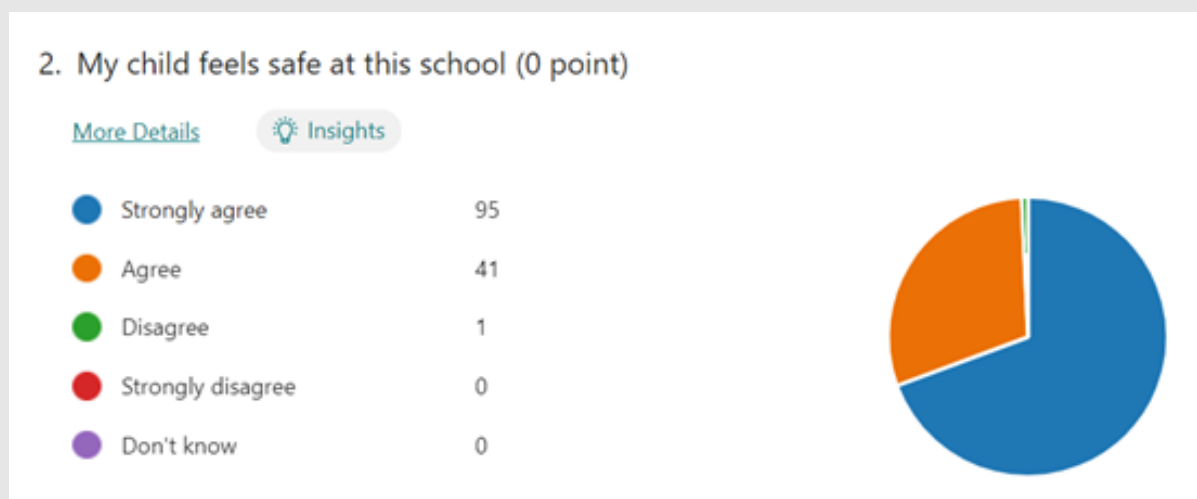 2. My child feels safe at this school (0 point)
More Details Insights
Strongly agree 95
Agree 41
Disagree 1
Strongly disagree 0
Don't know 0